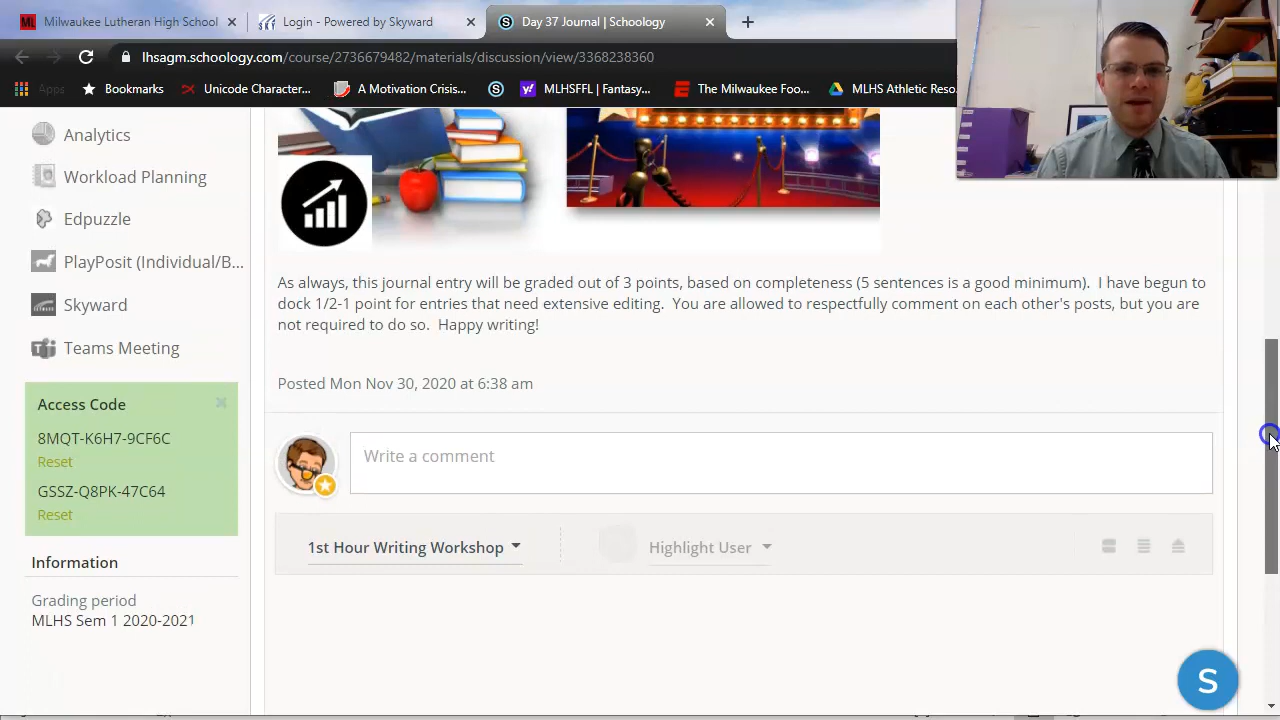 ML Milwaukee Lutheran High School
Login - Powered by Skyward
S Day 37 Journal | Schoology
lhsagm.schoology.com/course/2736679482/materials/discussion/view/3368238360
Apps
Bookmarks
Unicode Character...
A Motivation Crisis...
S
MLHSFFL | Fantasy...
The Milwaukee Foo...
MLHS Athletic Reso
Analytics
Workload Planning
Edpuzzle
PlayPosit (Individual/B...
Skyward
Teams Meeting
Access Code
8MQT-K6H7-9CF6C
Reset
GSSZ-Q8PK-47C64
Reset
Information
Grading period
MLHS Sem 1 2020-2021
As always, this journal entry will be graded out of 3 points, based on completeness (5 sentences is a good minimum). I have begun to
dock 1/2-1 point for entries that need extensive editing. You are allowed to respectfully comment on each other's posts, but you are
not required to do so. Happy writing!
Posted Mon Nov 30, 2020 at 6:38 am
Write a comment
1st Hour Writing Workshop
Highlight User
S